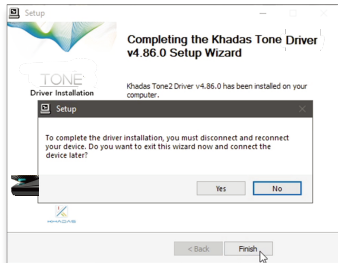 Setup
Completing the Khadas Tone Driver
v4.86.0 Setup Wizard
TONE
Driver Installation
Khadas Tone2 Driver v4.86.0 has been installed on your
computer.
Setup
To complete the driver installation, you must disconnect and reconnect
your device. Do you want to exit this wizard now and connect the
device later?
Yes
No
< Back
Finish